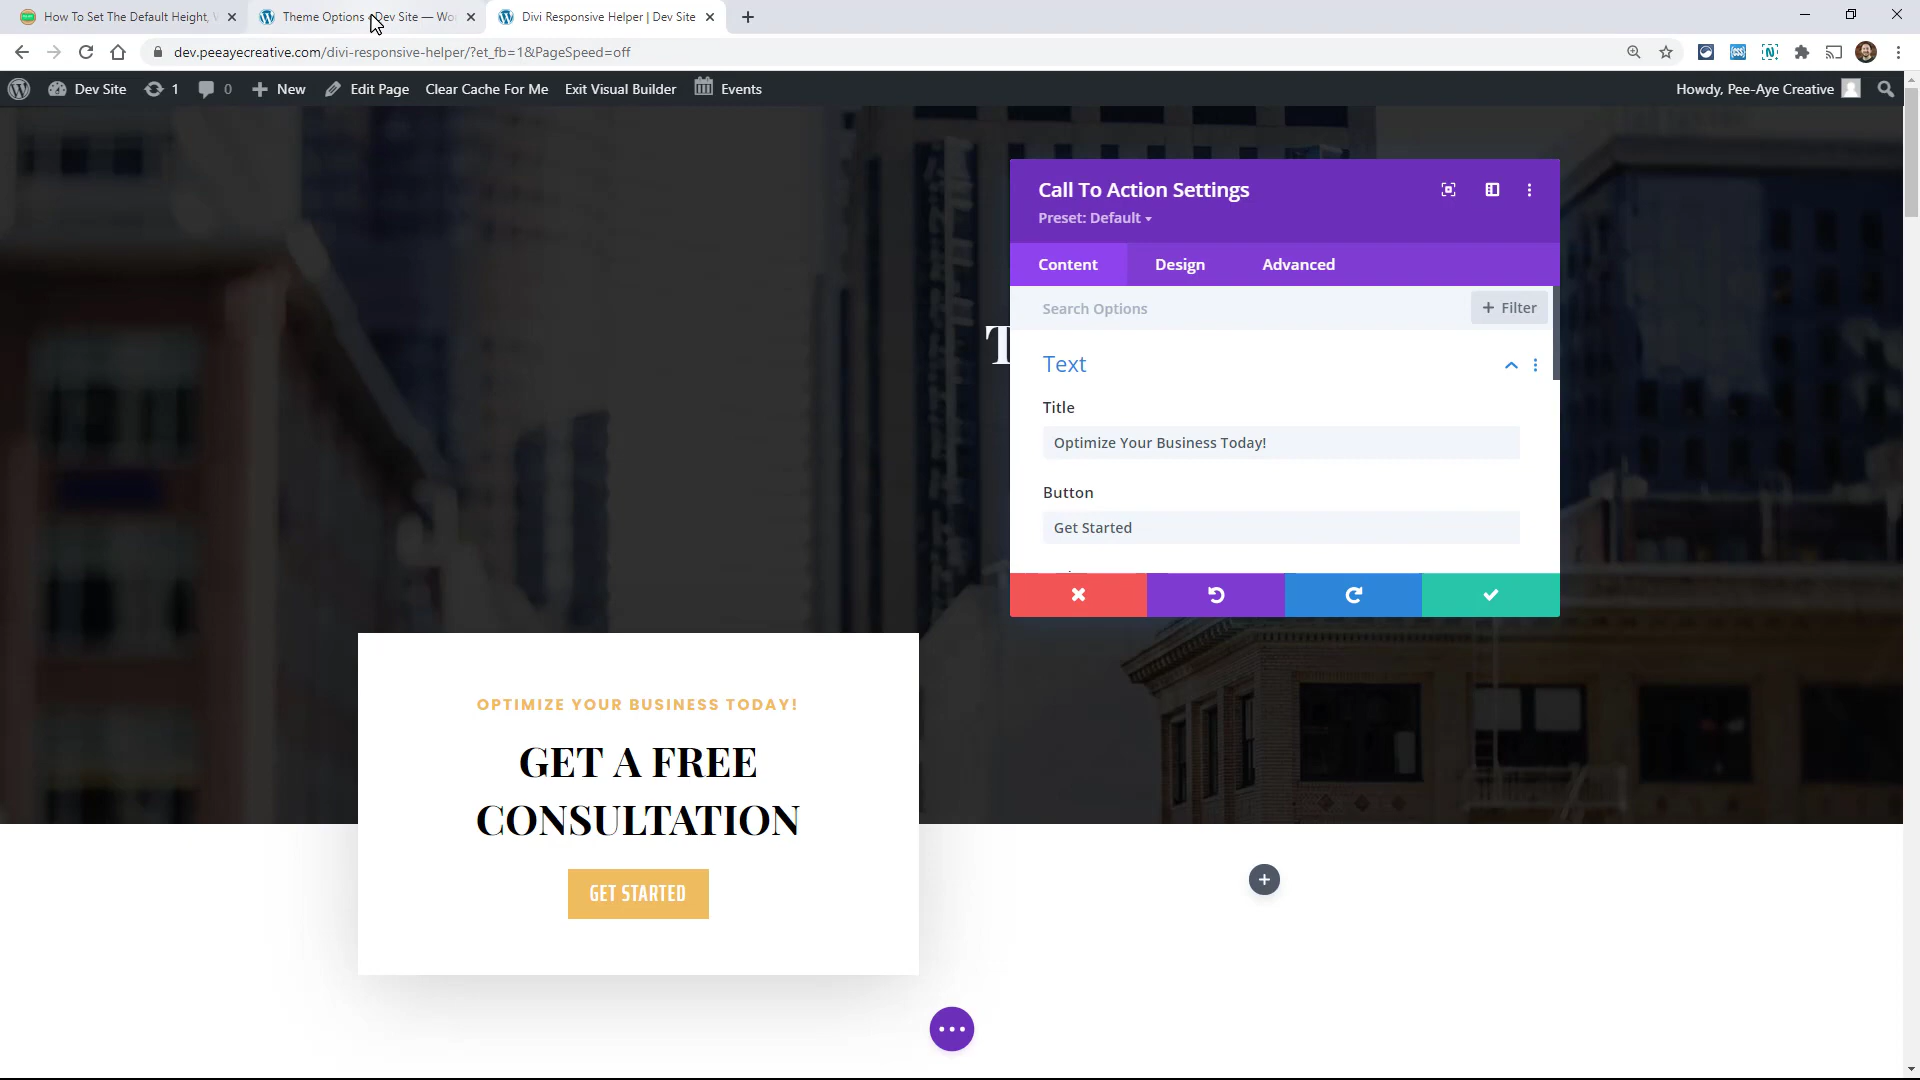 How To Set The Default Height, W
Theme Options ‹ Dev Site — Wo
Divi Responsive Helper | Dev Site
dev.peeayecreative.com/divi-responsive-helper/?et_fb=1&PageSpeed=off
Dev Site
1
0
New
Edit Page
Clear Cache For Me
Exit Visual Builder
Events
Howdy, Pee-Aye Creative
T
Call To Action Settings
Preset: Default
Content
Design
Advanced
Search Options
+ Filter
Text
Title
Optimize Your Business Today!
Button
Get Started
OPTIMIZE YOUR BUSINESS TODAY!
GET A FREE
CONSULTATION
GET STARTED